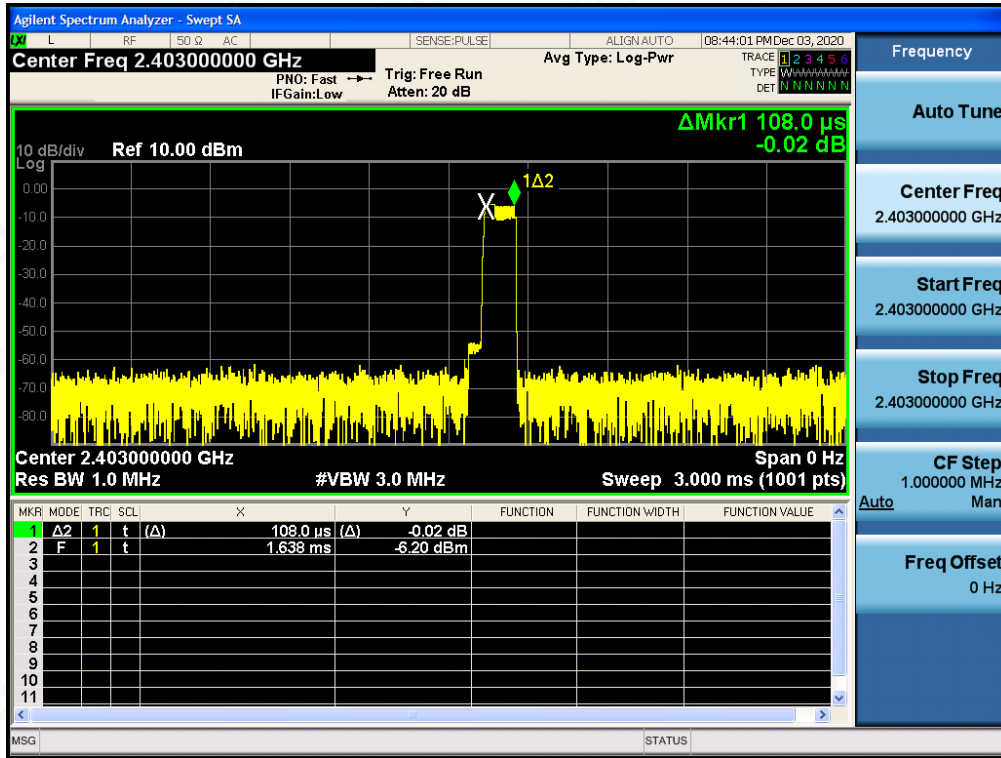 Agilent Spectrum Analyzer - Swept SA
LXI L RF 50 Ω AC SENSE:PULSE ALIGNAUTO 08:44:01 PM Dec 03, 2020
Center Freq 2.403000000 GHz
PNO: Fast
IFGain:Low
Trig: Free Run
Atten: 20 dB
Avg Type: Log-Pwr
TRACE 1 2 3 4 5 6
TYPE W
DET N N N N N N
ΔMkr1 108.0 µs
-0.02 dB
10 dB/div Ref 10.00 dBm
Log
0.00
-10.0
-20.0
-30.0
-40.0
-50.0
-60.0
-70.0
-80.0
X
1Δ2
Center 2.403000000 GHz Span 0 Hz
Res BW 1.0 MHz #VBW 3.0 MHz Sweep 3.000 ms (1001 pts)
MKR MODE TRC SCL X Y FUNCTION FUNCTION WIDTH FUNCTION VALUE
1 Δ2 1 t (Δ) 108.0 µs (Δ) -0.02 dB
2 F 1 t 1.638 ms -6.20 dBm
3
4
5
6
7
8
9
10
11
MSG STATUS
Frequency
Auto Tune
Center Freq
2.403000000 GHz
Start Freq
2.403000000 GHz
Stop Freq
2.403000000 GHz
CF Step
1.000000 MHz
Auto Man
Freq Offset
0 Hz